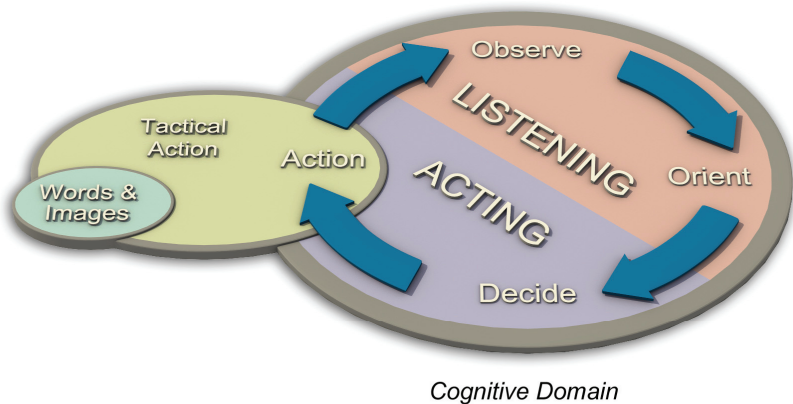 Observe
LISTENING
Tactical
Action
Action
Orient
ACTING
Words &
Images
Decide
Cognitive Domain